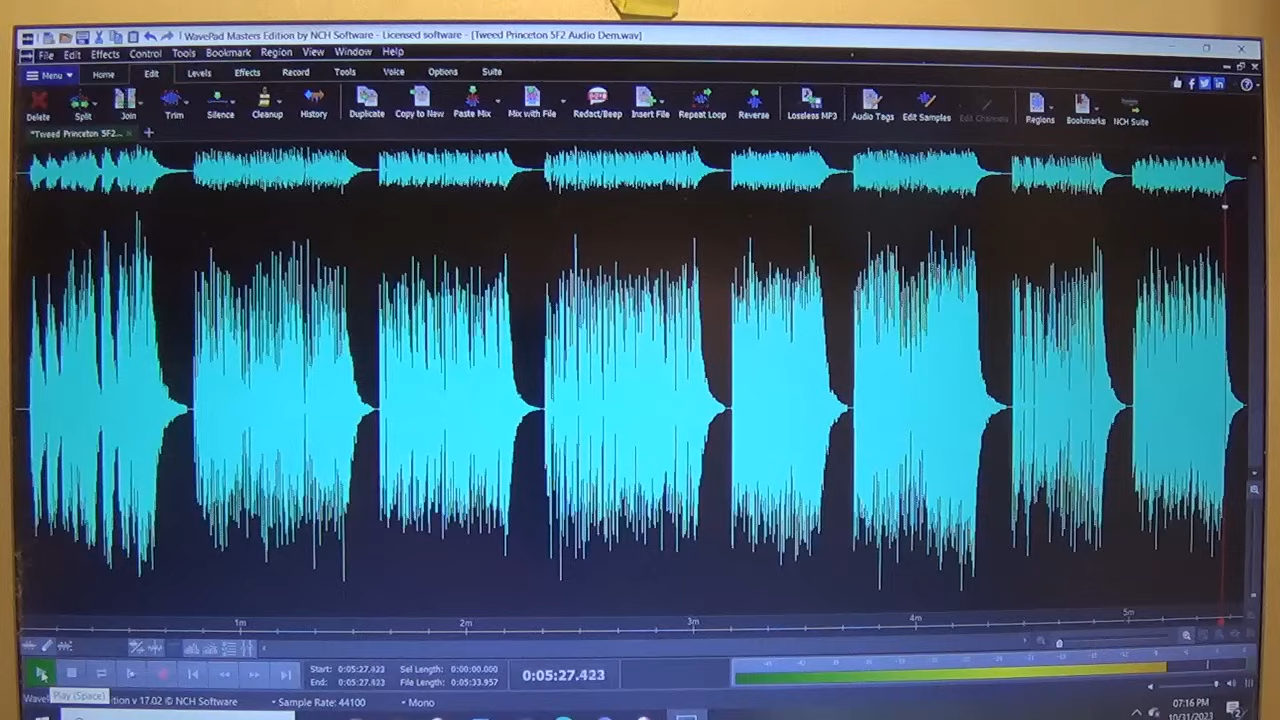 WavePad Masters Edition by NCH Software - Licensed software - [Tweed Princeton 5F2 Audio Dem.wav]
File Edit Effects Control Tools Bookmark Region View Window Help
Menu Home Edit Levels Effects Record Tools Voice Options Suite
Delete Split Join Trim Silence Cleanup History Duplicate Copy to New Paste Mix Mix with File Redact/Beep Insert File Repeat Loop Reverse Lossless MP3 Audio Tags Edit Samples Edit Channels Regions Bookmarks NCH Suite
*Tweed Princeton 5F2...
1m 2m 3m 4m 5m
Start: 0:05:27.423 Sel Length: 0:00:00.000
End: 0:05:27.423 File Length: 0:05:33.957
0:05:27.423
Play (Space)
tion v 17.02 © NCH Software Sample Rate: 44100 Mono
07:16 PM
10/31/2023